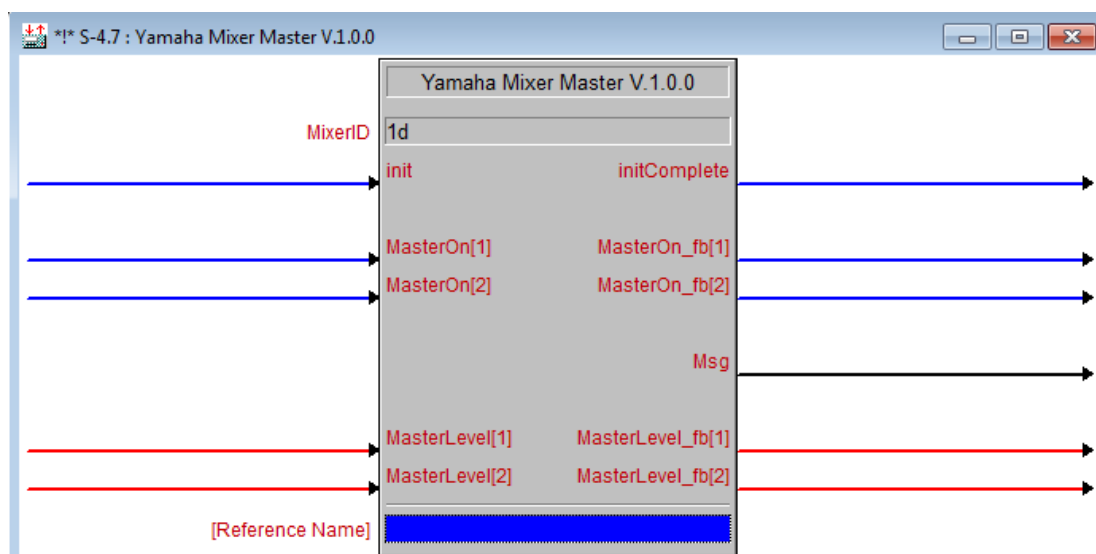 *!* S-4.7 : Yamaha Mixer Master V.1.0.0
Yamaha Mixer Master V.1.0.0
MixerID 1d
init initComplete
MasterOn[1] MasterOn_fb[1]
MasterOn[2] MasterOn_fb[2]
Msg
MasterLevel[1] MasterLevel_fb[1]
MasterLevel[2] MasterLevel_fb[2]
[Reference Name]